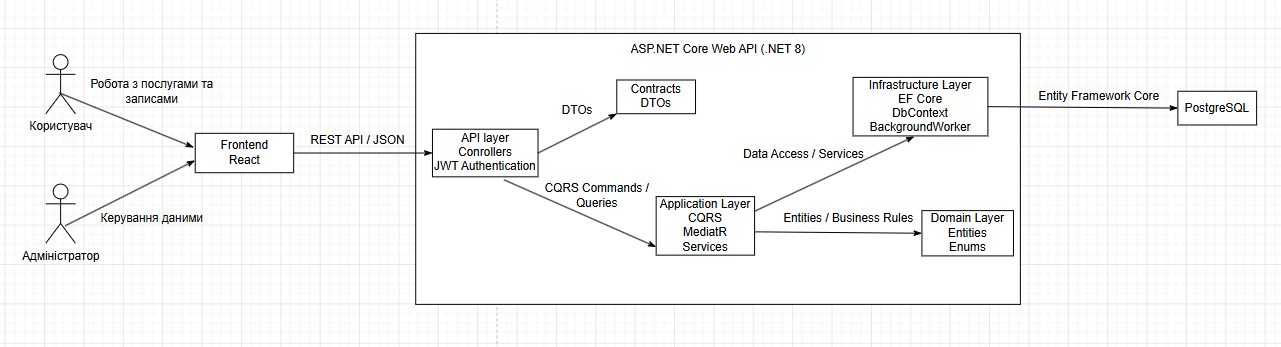 ASP.NET Core Web API (.NET 8)
Робота з послугами та
записами
Користувач
Керування даними
Адміністратор
Frontend
React
REST API / JSON
API layer
Conrollers
JWT Authentication
DTOs
Contracts
DTOs
CQRS Commands /
Queries
Application Layer
CQRS
MediatR
Services
Data Access / Services
Infrastructure Layer
EF Core
DbContext
BackgroundWorker
Entities / Business Rules
Domain Layer
Entities
Enums
Entity Framework Core
PostgreSQL